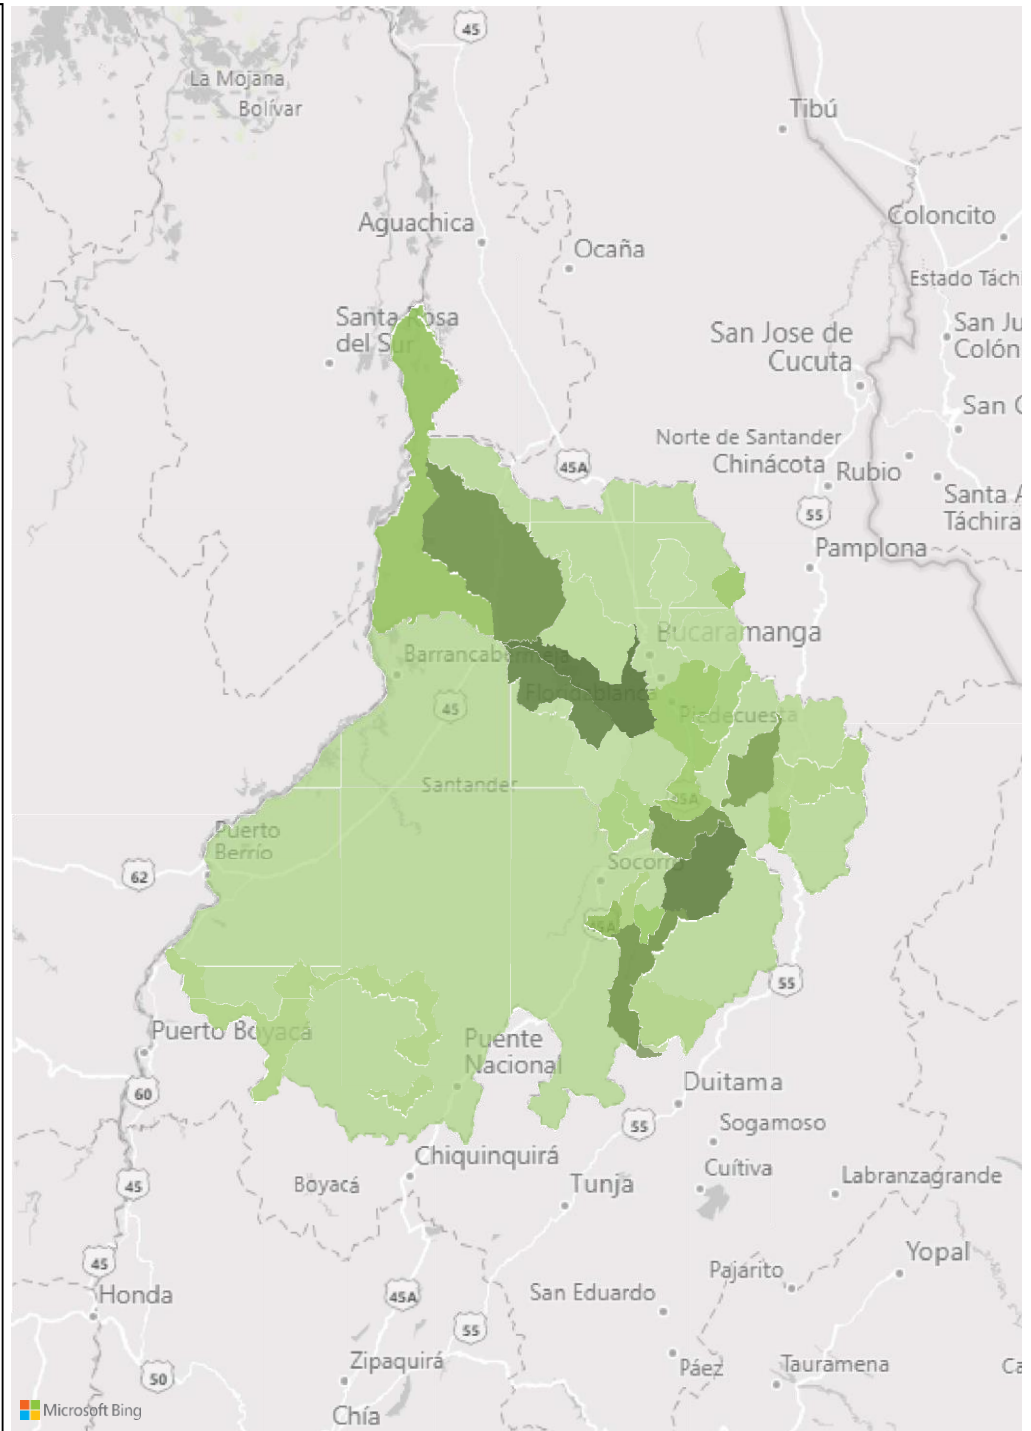 45
La Mojana
Bolívar
Tibú
Coloncito
Aguachica
Ocaña
Estado Táchi
Santa Rosa
del Sur
San Jose de
Cucuta
San Ju
Colón
San C
Norte de Santander
45A
Chinácota
Rubio
Santa A
Táchira
55
Pamplona
Bucaramanga
Barrancabermeja
Floridablanca
45
Piedecuesta
Santander
45A
Puerto
Berrío
62
Socorro
45A
55
Puerto Boyacá
Puente
Nacional
60
Duitama
55
Sogamoso
Chiquinquirá
Cuítiva
Boyacá
45
Tunja
Labranzagrande
45
Yopal
Pajárito
Honda
45A
San Eduardo
55
Zipaquirá
50
Páez
Tauramena
Ca
Microsoft Bing
Chía